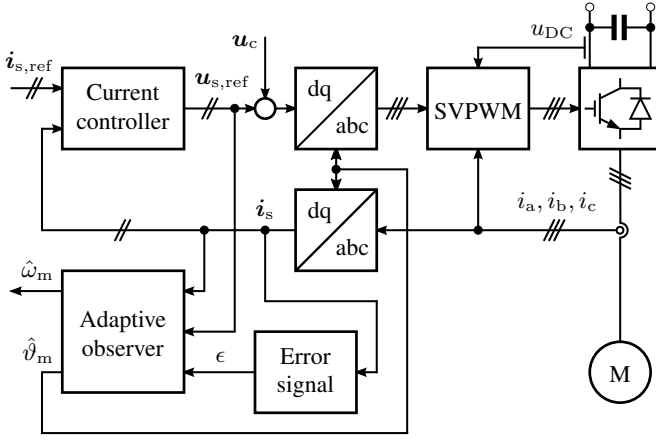 u_DC
u_c
i_s,ref
u_s,ref
Current
controller
dq
abc
SVPWM
i_s
dq
abc
i_a, i_b, i_c
ω̂_m
ϑ̂_m
Adaptive
observer
ϵ
Error
signal
M